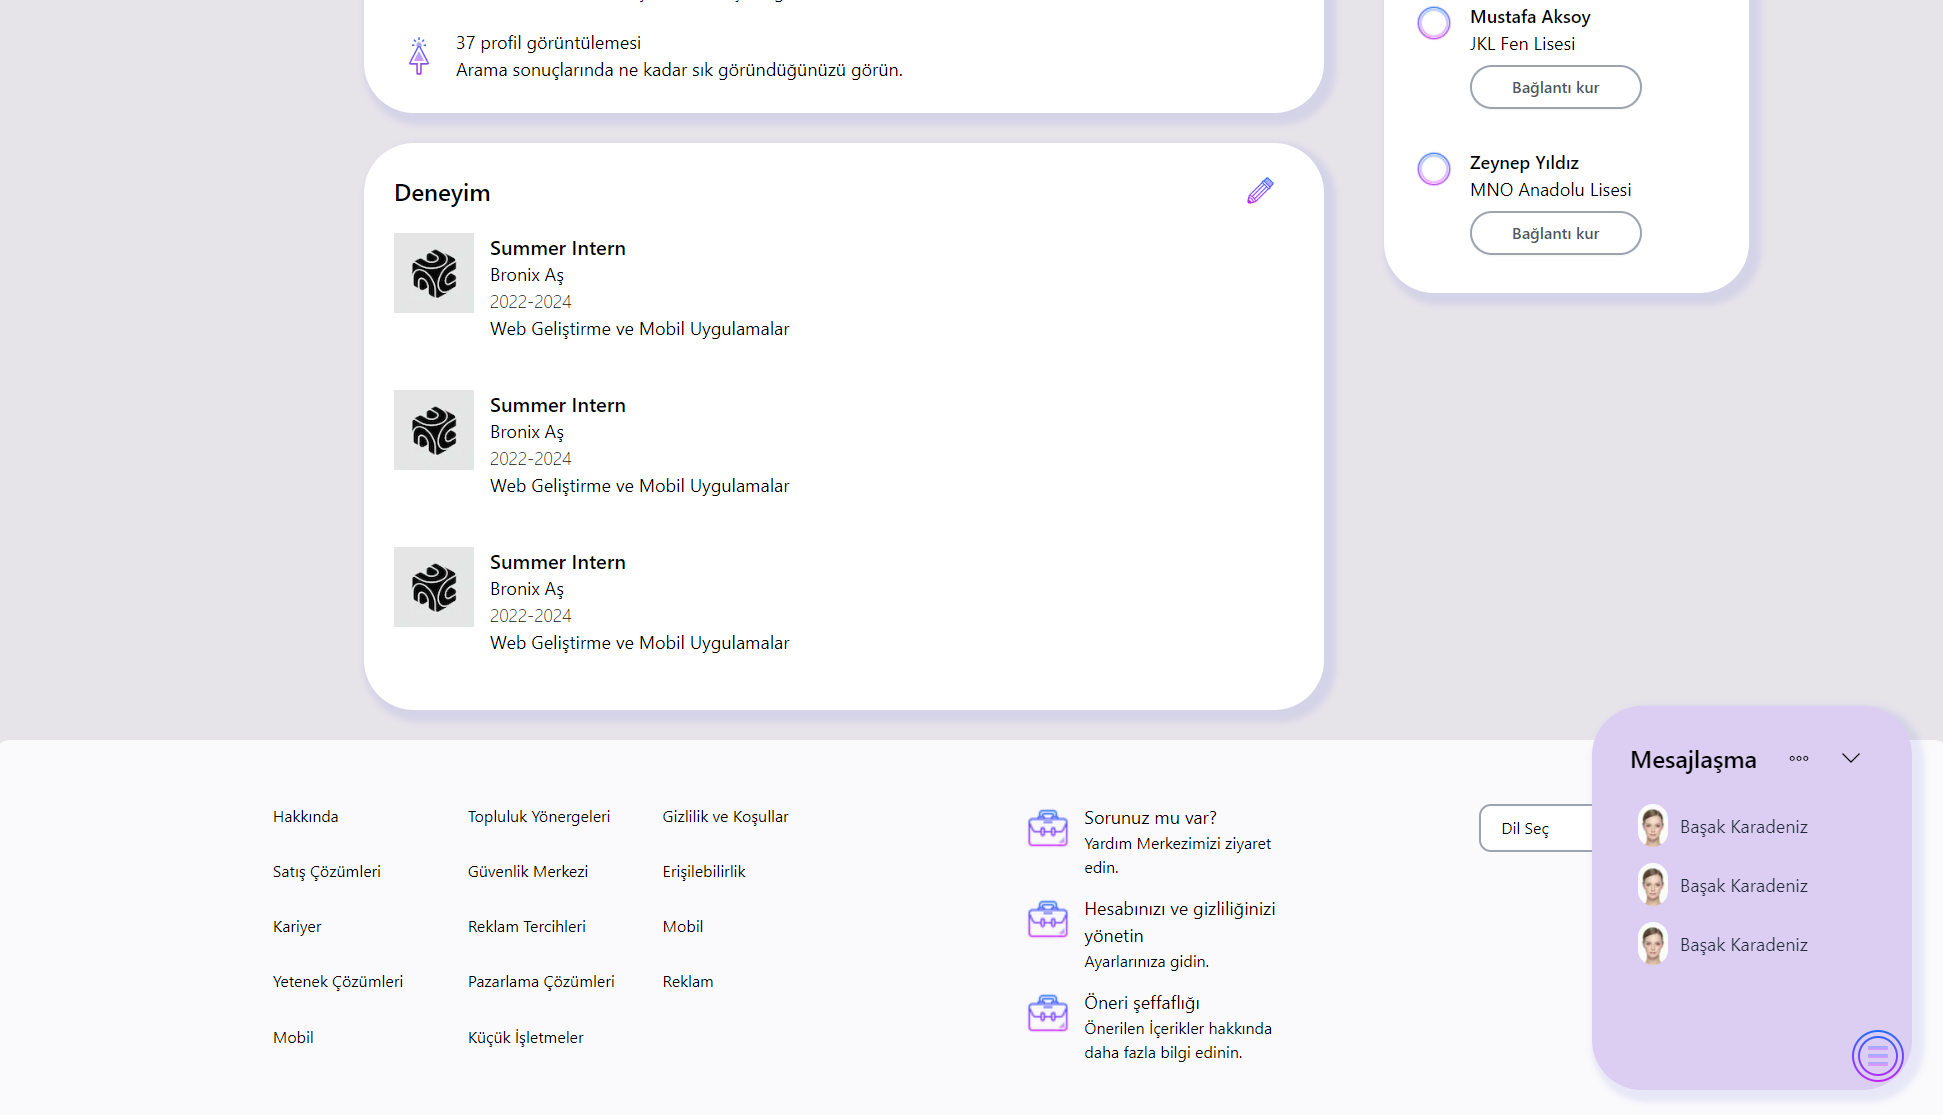 37 profil görüntülemesi
Arama sonuçlarında ne kadar sık göründüğünüzü görün.
Mustafa Aksoy
JKL Fen Lisesi
Bağlantı kur
Zeynep Yıldız
MNO Anadolu Lisesi
Bağlantı kur
Deneyim
Summer Intern
Bronix Aş
2022-2024
Web Geliştirme ve Mobil Uygulamalar
Summer Intern
Bronix Aş
2022-2024
Web Geliştirme ve Mobil Uygulamalar
Summer Intern
Bronix Aş
2022-2024
Web Geliştirme ve Mobil Uygulamalar
Hakkında
Satış Çözümleri
Kariyer
Yetenek Çözümleri
Mobil
Topluluk Yönergeleri
Güvenlik Merkezi
Reklam Tercihleri
Pazarlama Çözümleri
Küçük İşletmeler
Gizlilik ve Koşullar
Erişilebilirlik
Mobil
Reklam
Sorunuz mu var?
Yardım Merkezimizi ziyaret
edin.
Hesabınızı ve gizliliğinizi
yönetin
Ayarlarınıza gidin.
Öneri şeffaflığı
Önerilen İçerikler hakkında
daha fazla bilgi edinin.
Dil Seç
Mesajlaşma
Başak Karadeniz
Başak Karadeniz
Başak Karadeniz